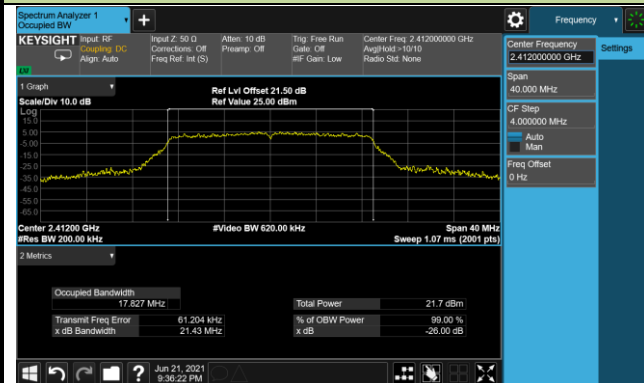 Spectrum Analyzer 1
Occupied BW
Frequency
KEYSIGHT
Input: RF
Coupling: DC
Align: Auto
Input Z: 50 Ω
Corrections: Off
Freq Ref: Int (S)
Atten: 10 dB
Preamp: Off
Trig: Free Run
Gate: Off
#IF Gain: Low
Center Freq: 2.412000000 GHz
Avg|Hold:>10/10
Radio Std: None
Center Frequency
2.412000000 GHz
Settings
Span
40.000 MHz
CF Step
4.000000 MHz
Auto
Man
Freq Offset
0 Hz
1 Graph
Scale/Div 10.0 dB
Ref Lvl Offset 21.50 dB
Ref Value 25.00 dBm
Log
15.0
5.00
-5.00
-15.0
-25.0
-35.0
-45.0
-55.0
-65.0
Center 2.41200 GHz
#Res BW 200.00 kHz
#Video BW 620.00 kHz
Span 40 MHz
Sweep 1.07 ms (2001 pts)
2 Metrics
Occupied Bandwidth
17.827 MHz
Total Power 21.7 dBm
Transmit Freq Error 61.204 kHz
% of OBW Power 99.00 %
x dB Bandwidth 21.43 MHz
x dB -26.00 dB
?
Jun 21, 2021
9:36:22 PM